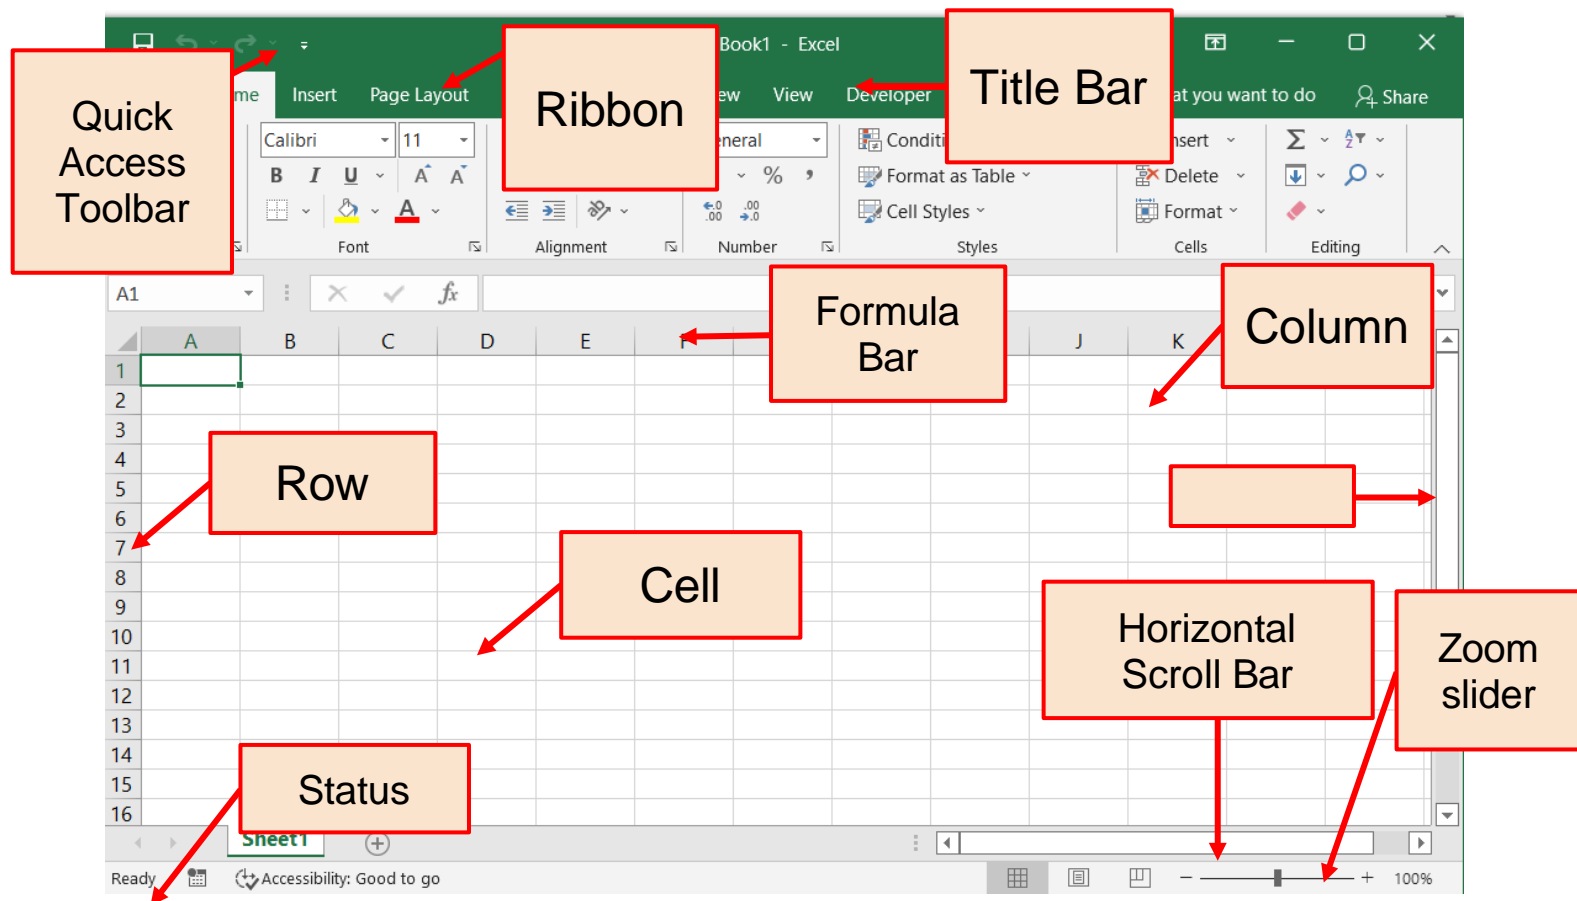 Book1 - Excel
Quick
Access
Toolbar
Ribbon
Title Bar
me Insert Page Layout ew View Developer at you want to do Share
Calibri 11 neral Conditi nsert
B I U A A % , Format as Table Delete
A Cell Styles Format
Font Alignment Number Styles Cells Editing
A1 fx
Formula
Bar
Column
A B C D E F J K
1
2
3
4
5
6
7
8
9
10
11
12
13
14
15
16
Row
Cell
Horizontal
Scroll Bar
Zoom
slider
Status
Sheet1
Ready Accessibility: Good to go 100%